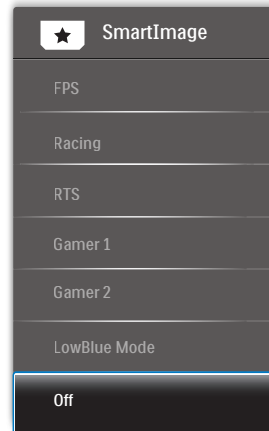 SmartImage
FPS
Racing
RTS
Gamer 1
Gamer 2
LowBlue Mode
Off